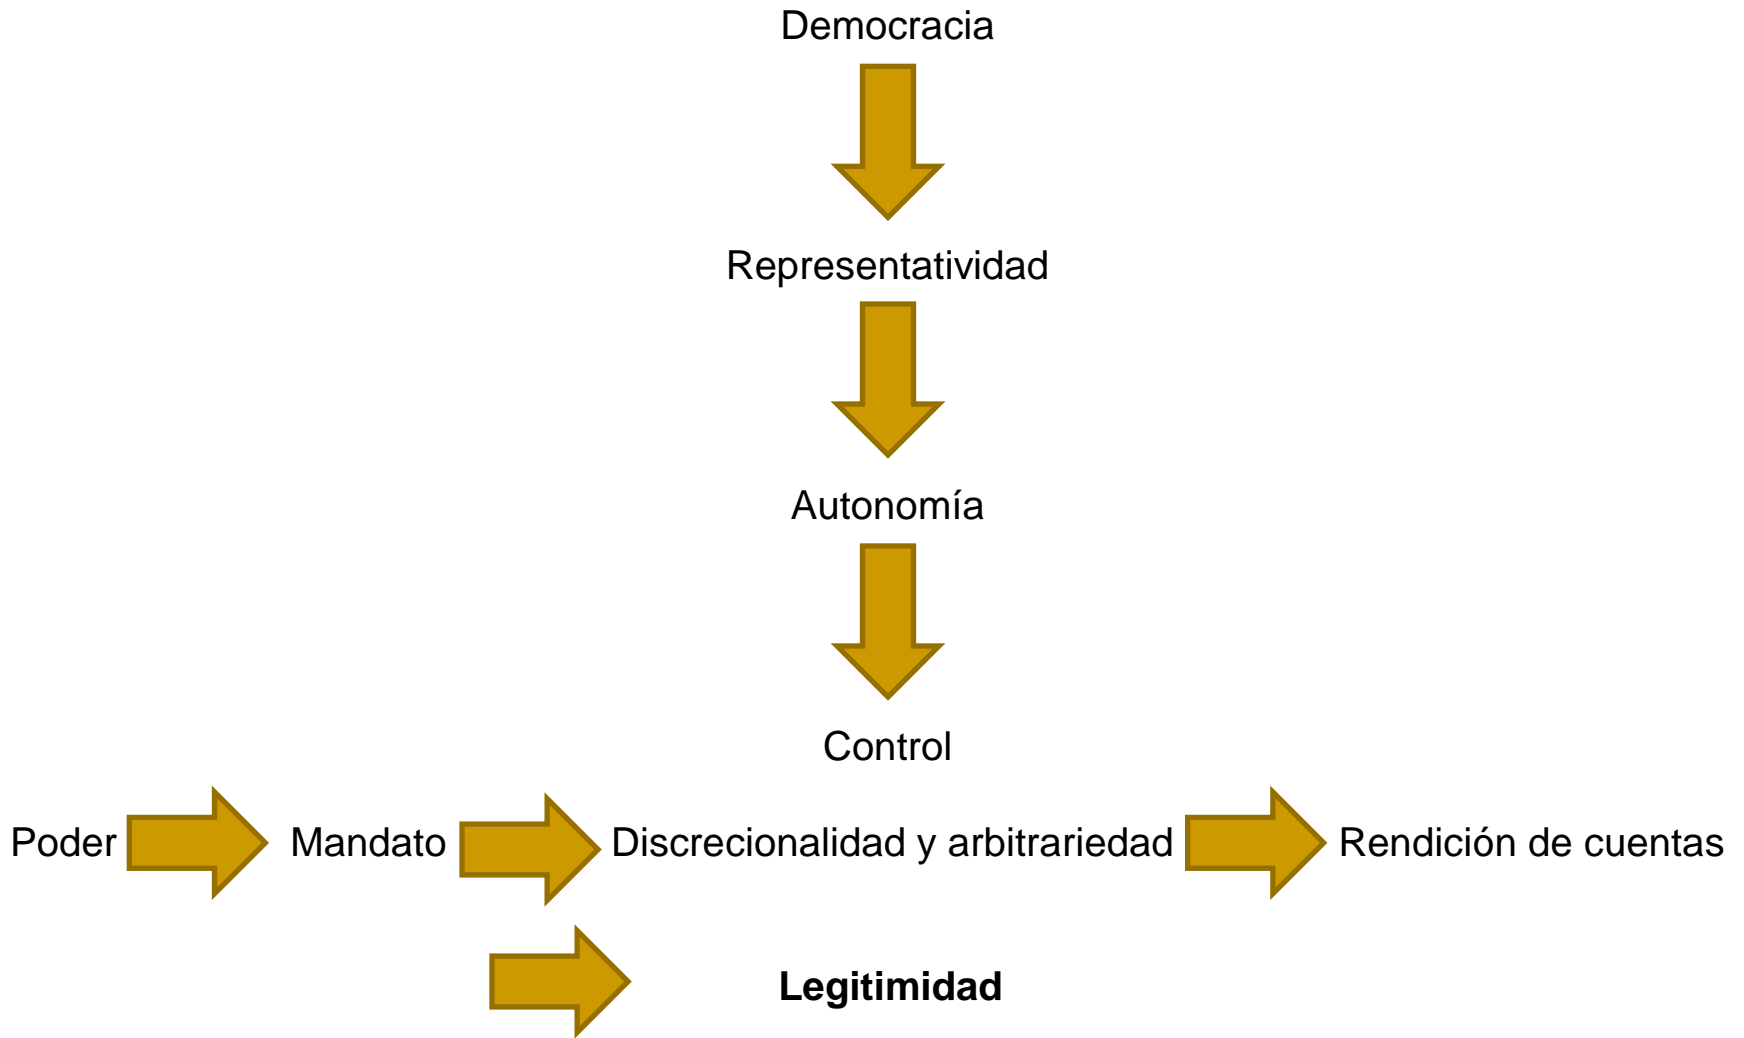 Democracia
Representatividad
Autonomía
Control
Poder Mandato Discrecionalidad y arbitrariedad Rendición de cuentas
Legitimidad